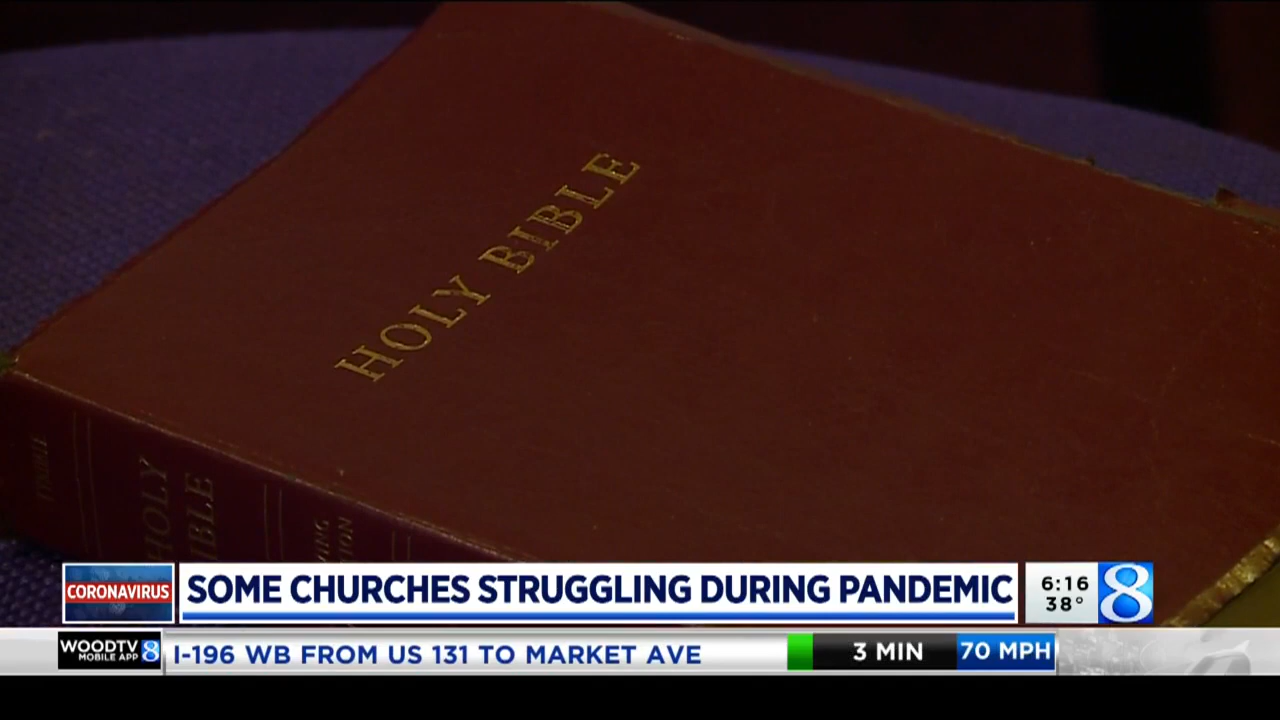 HOLY BIBLE
HOLY
BIBLE
CORONAVIRUS
SOME CHURCHES STRUGGLING DURING PANDEMIC
6:16
38°
8
WOODTV
MOBILE APP 8
I-196 WB FROM US 131 TO MARKET AVE
3 MIN
70 MPH